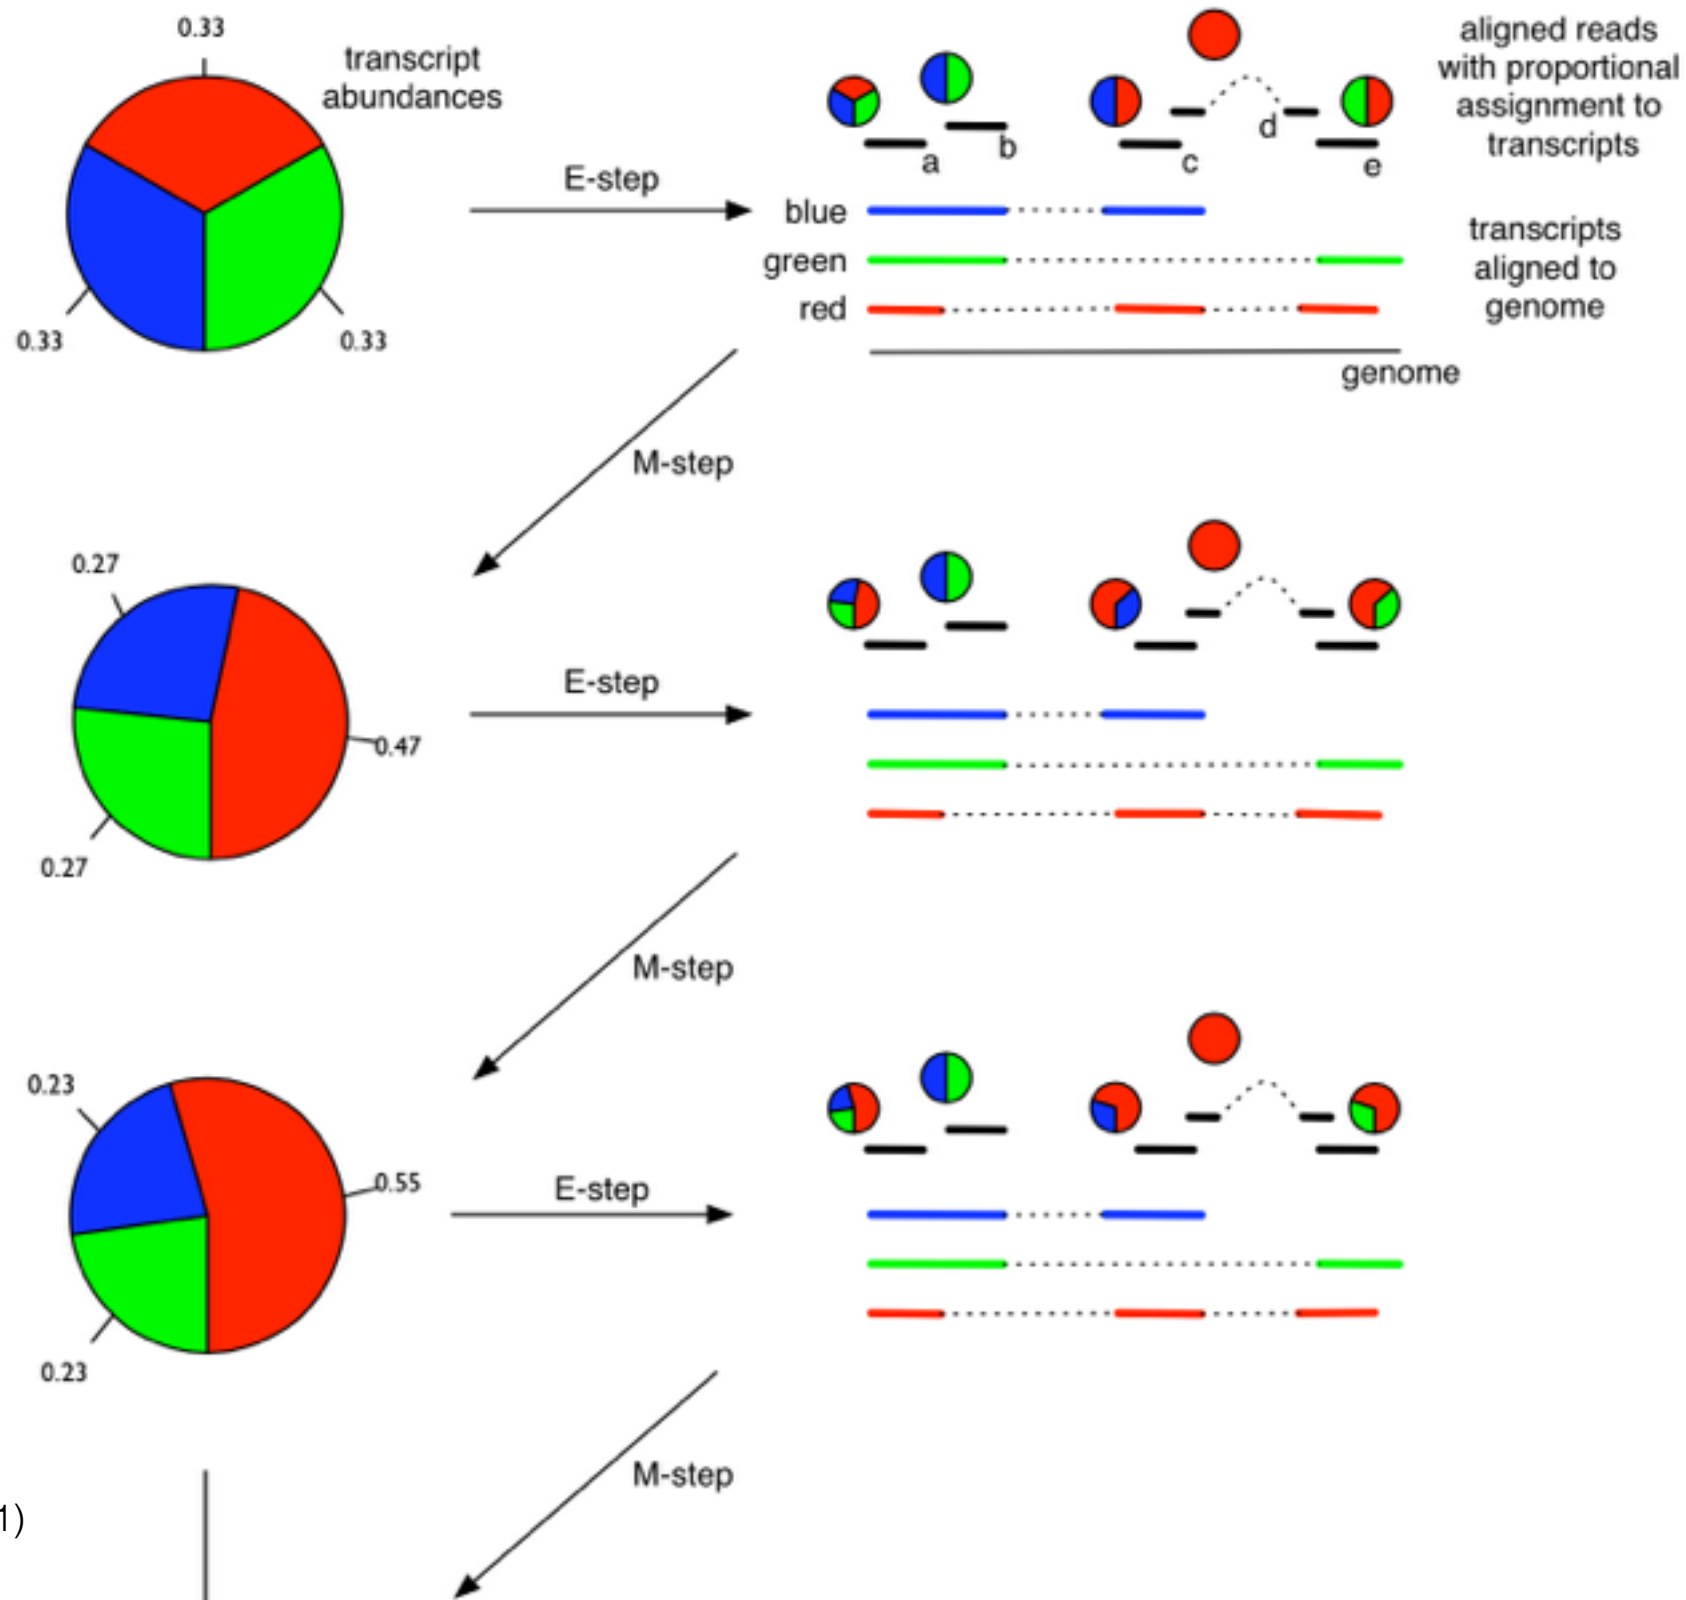 0.33
transcript
abundances
0.33
0.33
E-step
aligned reads
with proportional
assignment to
transcripts
a
b
c
d
e
blue
green
red
transcripts
aligned to
genome
genome
M-step
0.27
0.47
0.27
E-step
M-step
0.23
0.55
0.23
E-step
M-step
1)